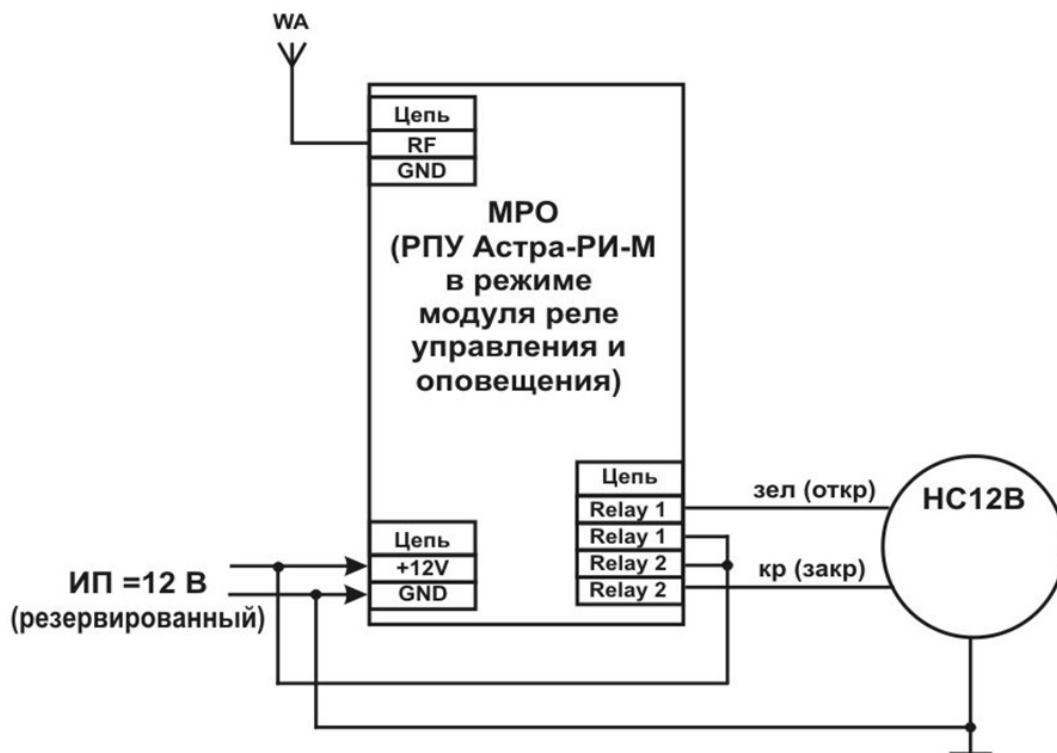 WA
Цепь
RF
GND
МРО
(РПУ Астра-РИ-М
в режиме
модуля реле
управления и
оповещения)
Цепь
Relay 1
Relay 1
Relay 2
Relay 2
зел (откр)
кр (закр)
НС12В
Цепь
+12V
GND
ИП =12 В
(резервированный)